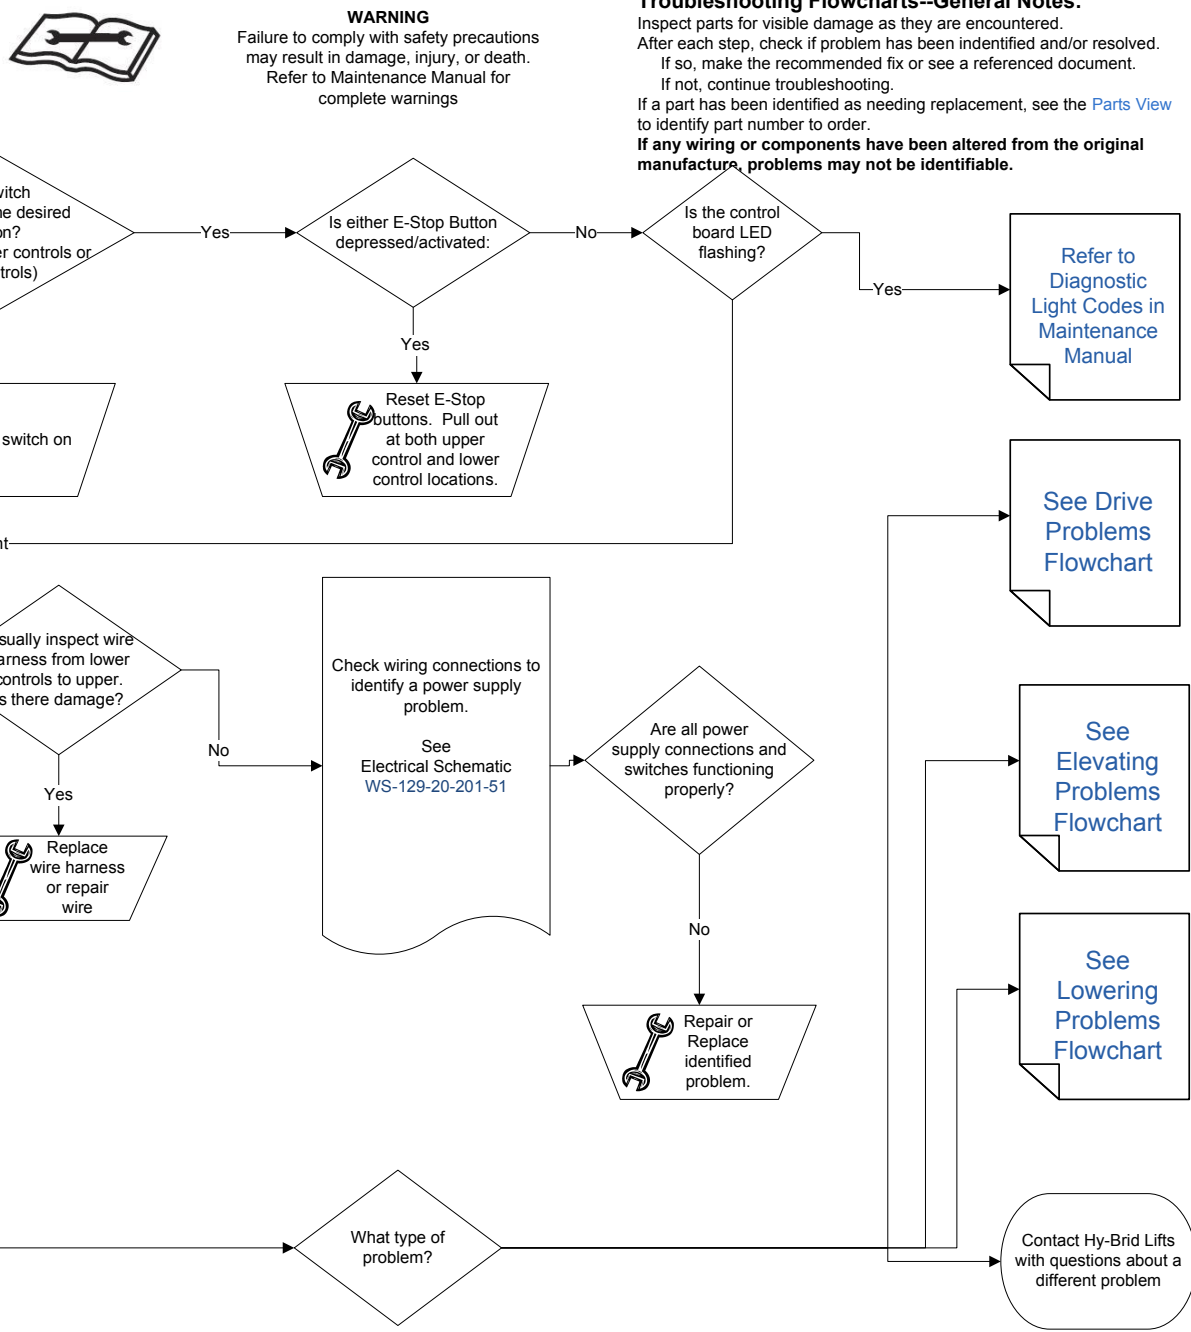 WARNING
Failure to comply with safety precautions
may result in damage, injury, or death.
Refer to Maintenance Manual for
complete warnings
Troubleshooting Flowcharts--General Notes:
Inspect parts for visible damage as they are encountered.
After each step, check if problem has been indentified and/or resolved.
If so, make the recommended fix or see a referenced document.
If not, continue troubleshooting.
If a part has been identified as needing replacement, see the Parts View
to identify part number to order.
If any wiring or components have been altered from the original
manufacture, problems may not be identifiable.
desired
controls or
Yes
Is either E-Stop Button
depressed/activated:
No
Is the control
board LED
flashing?
Yes
Refer to
Diagnostic
Light Codes in
Maintenance
Manual
Yes
switch on
Reset E-Stop
buttons. Pull out
at both upper
control and lower
control locations.
See Drive
Problems
Flowchart
inspect wire
from lower
to upper.
there damage?
Yes
Replace
wire harness
or repair
wire
No
Check wiring connections to
identify a power supply
problem.
See
Electrical Schematic
WS-129-20-201-51
Are all power
supply connections and
switches functioning
properly?
No
Repair or
Replace
identified
problem.
See
Elevating
Problems
Flowchart
See
Lowering
Problems
Flowchart
What type of
problem?
Contact Hy-Brid Lifts
with questions about a
different problem